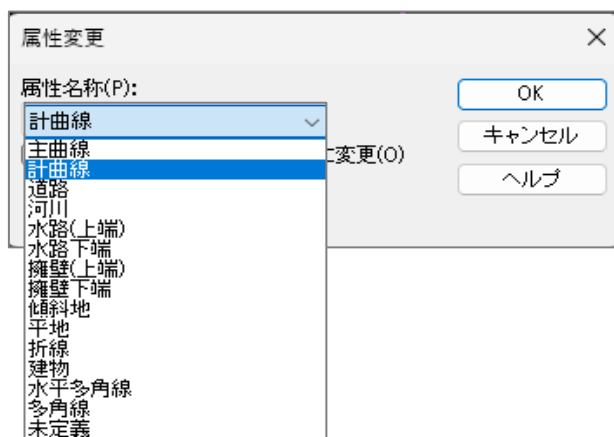 属性変更
属性名称(P):
計曲線
OK
キャンセル
ヘルプ
変更(O)
主曲線
計曲線
道路
河川
水路(上端)
水路下端
擁壁(上端)
擁壁下端
傾斜地
平地
折線
建物
水平多角線
多角線
未定義